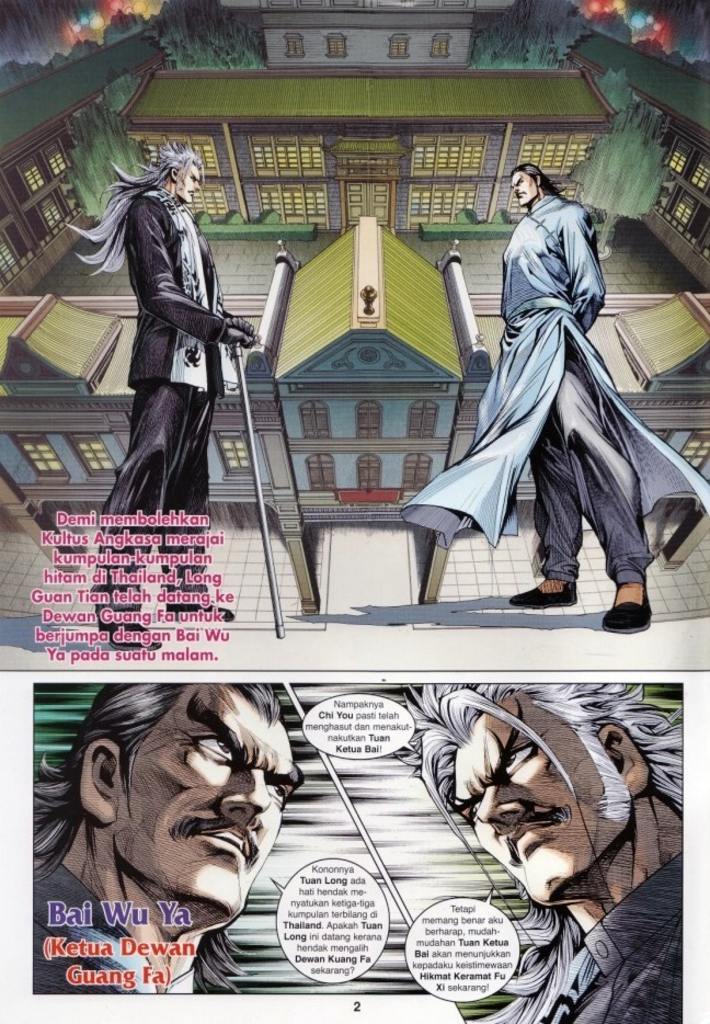 Demi membolehkan
Kultus Angkasa merajai
kumpulan-kumpulan
hitam di Thailand, Long
Guan Tian telah datang ke
Dewan Guang Fa untuk
berjumpa dengan Bai Wu
Ya pada suatu malam.
Nampaknya
Chi You pasti telah
menghasut dan menakut-
nakutkan Tuan
Ketua Bai!
Kononnya
Tuan Long ada
hati hendak me-
nyatukan ketiga-tiga
kumpulan terbilang di
Thailand. Apakah Tuan
Long ini datang kerana
hendak mengalih
Dewan Kuang Fa
sekarang?
Tetapi
memang benar aku
berharap, mudah-
mudahan Tuan Ketua
Bai akan menunjukkan
kepadaku keistimewaan
Hikmat Keramat Fu
Xi sekarang!
Bai Wu Ya
(Ketua Dewan
Guang Fa)
2